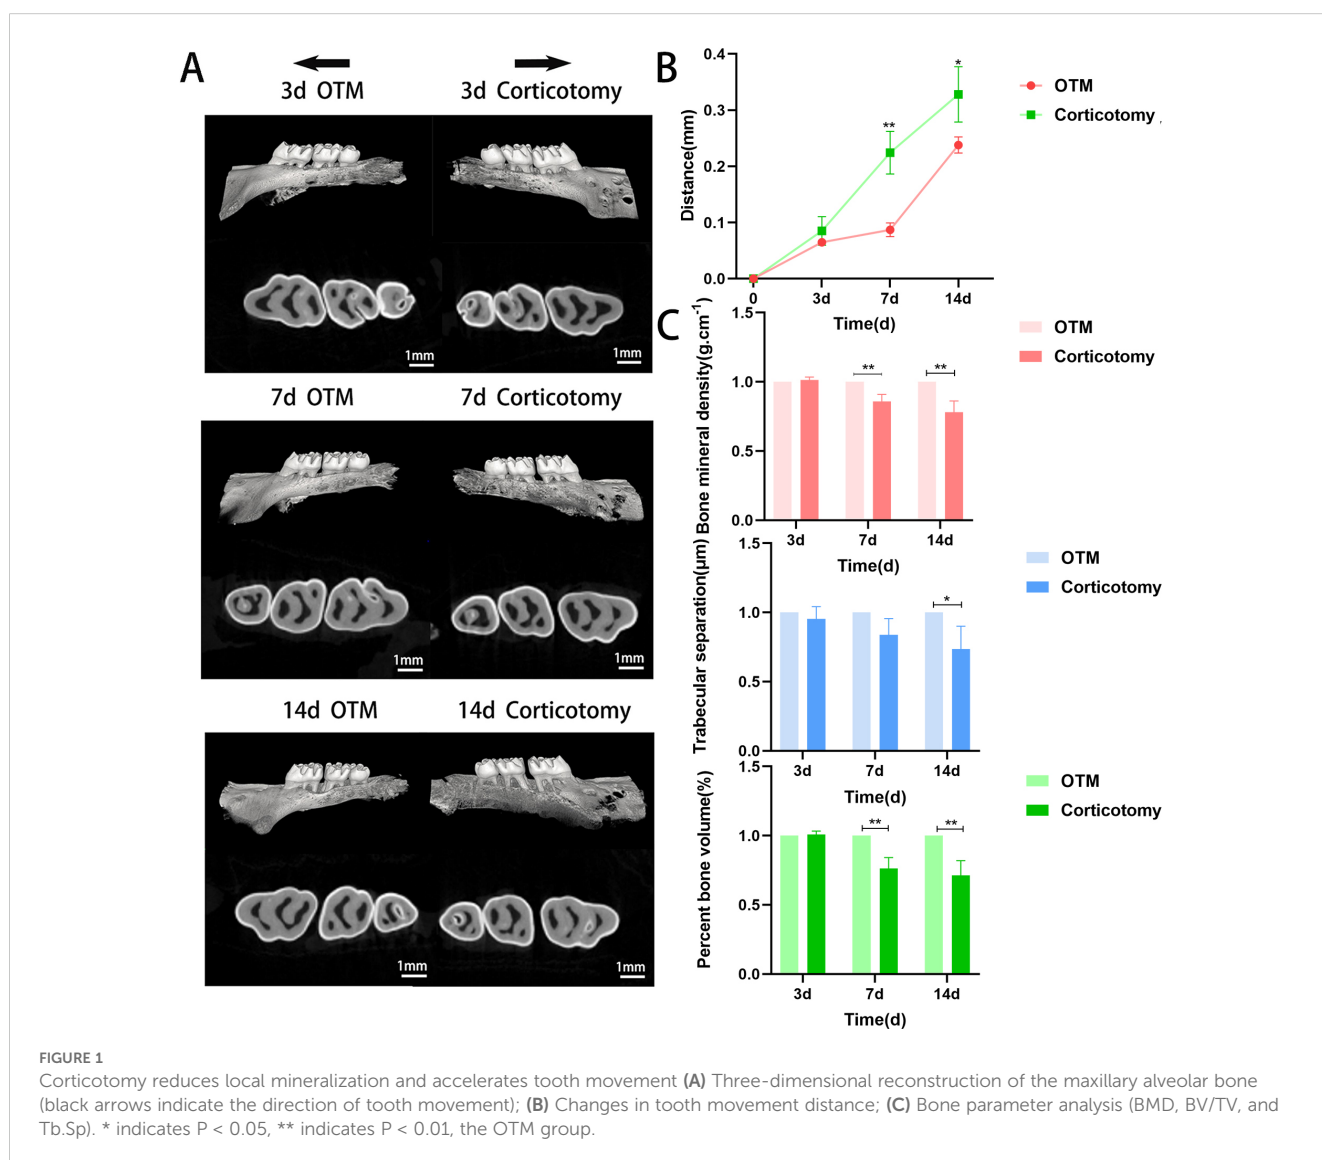 A
3d OTM
3d Corticotomy
1mm
1mm
7d OTM
7d Corticotomy
1mm
1mm
14d OTM
14d Corticotomy
1mm
1mm
B
Distance(mm)
0.4
0.3
0.2
0.1
0.0
**
*
0
3d
7d
14d
Time(d)
OTM
Corticotomy
C
Bone mineral density(g.cm⁻¹)
1.5
1.0
0.5
0.0
**
**
3d
7d
14d
Time(d)
OTM
Corticotomy
Trabecular separation(μm)
1.5
1.0
0.5
0.0
*
3d
7d
14d
Time(d)
OTM
Corticotomy
Percent bone volume(%)
1.5
1.0
0.5
0.0
**
**
3d
7d
14d
Time(d)
OTM
Corticotomy
FIGURE 1
Corticotomy reduces local mineralization and accelerates tooth movement (A) Three-dimensional reconstruction of the maxillary alveolar bone
(black arrows indicate the direction of tooth movement); (B) Changes in tooth movement distance; (C) Bone parameter analysis (BMD, BV/TV, and
Tb.Sp). * indicates P < 0.05, ** indicates P < 0.01, the OTM group.